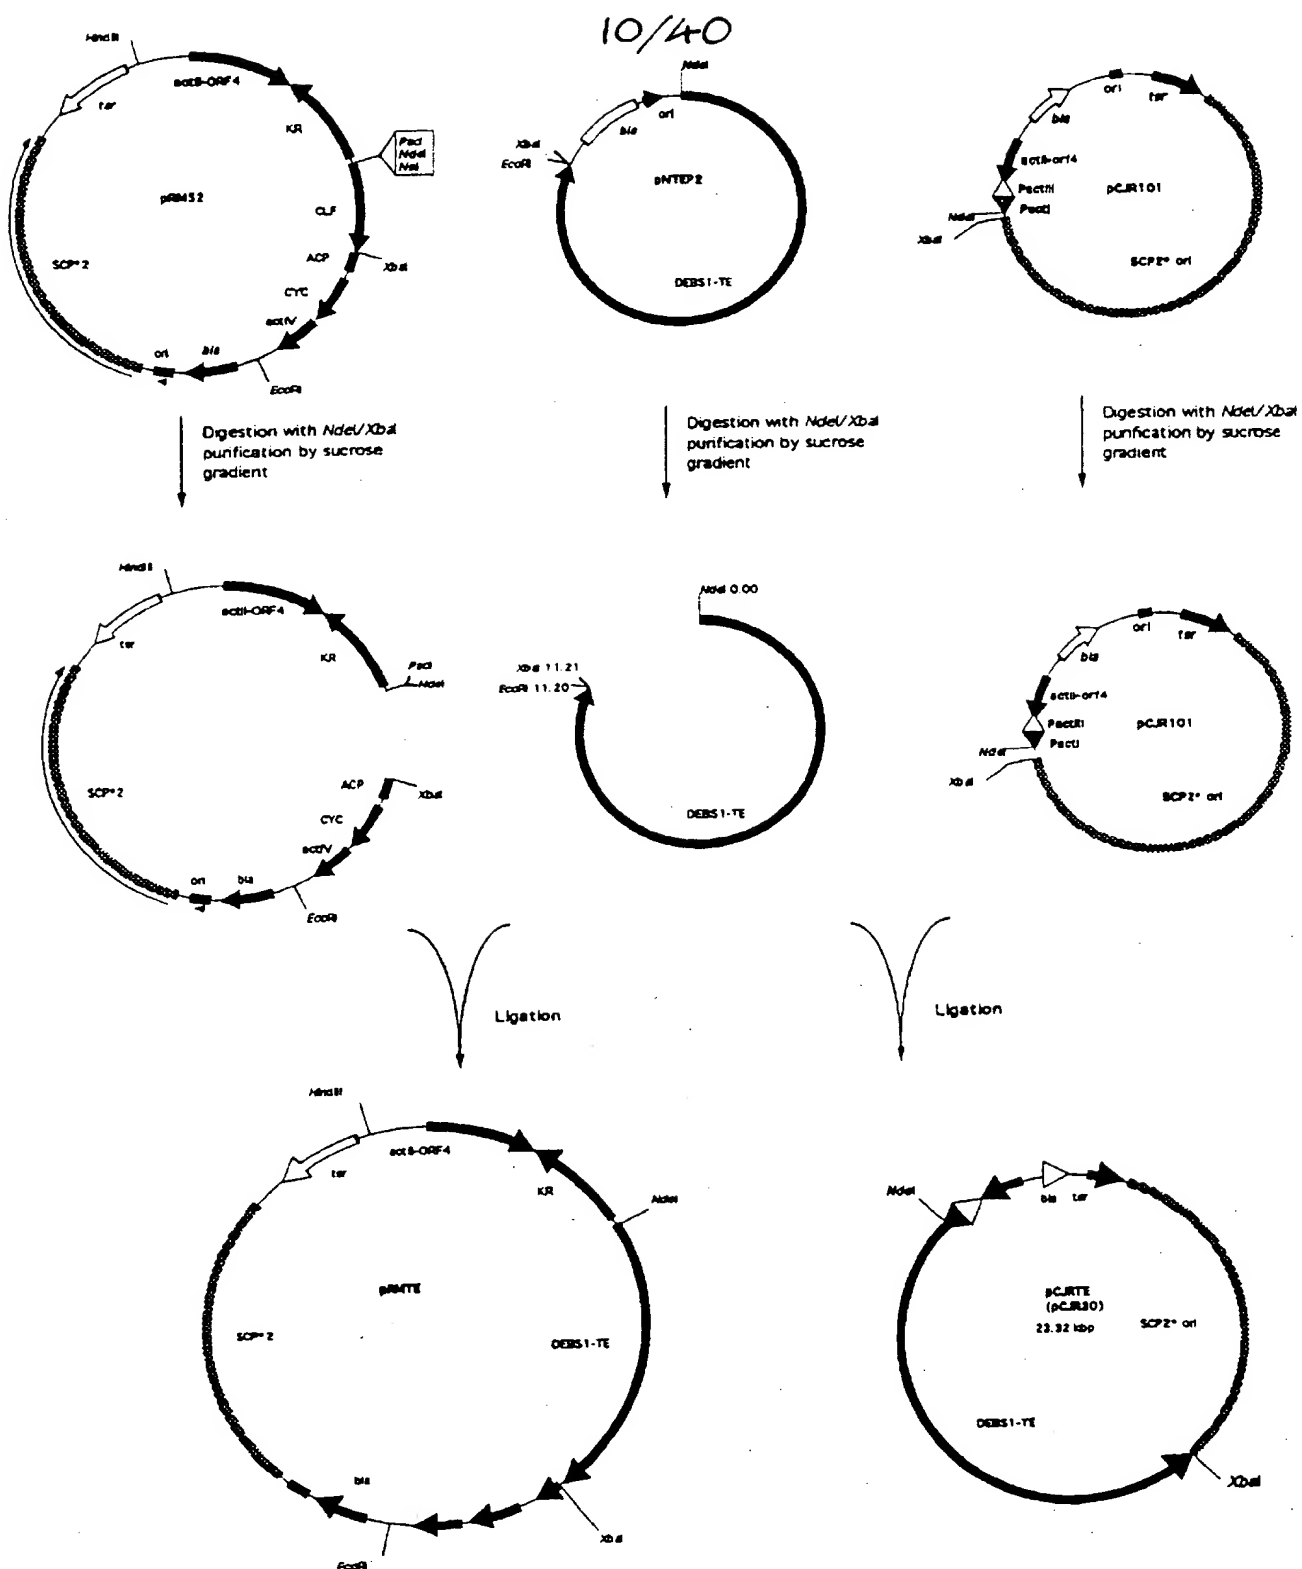 10/40
HindIII
actII-ORF4
tsr
KR
PacI
NdeI
NsiI
pRM52
CLF
ACP
XbaI
SCP*2
CYC
actIV
ori
bla
EcoRI
NdeI
ori
bla
XbaI
EcoRI
pNTEP2
DEBS1-TE
ori
tsr
bla
actII-orf4
PactIII
pCJR101
PactI
NdeI
XbaI
SCP2* ori
Digestion with NdeI/XbaI
purification by sucrose
gradient
Digestion with NdeI/XbaI
purification by sucrose
gradient
Digestion with NdeI/XbaI
purification by sucrose
gradient
HindIII
actII-ORF4
tsr
KR
PacI
NdeI
SCP*2
ACP
XbaI
CYC
actIV
ori
bla
EcoRI
NdeI 0.00
XbaI 11.21
EcoRI 11.20
DEBS1-TE
ori
tsr
bla
actII-orf4
PactIII
pCJR101
PactI
NdeI
XbaI
SCP2* ori
Ligation
Ligation
HindIII
actII-ORF4
tsr
KR
NdeI
pRMTE
SCP*2
DEBS1-TE
bla
XbaI
EcoRI
NdeI
bla
tsr
pCJRTE
(pCJR30)
23.32 kbp
SCP2* ori
DEBS1-TE
XbaI